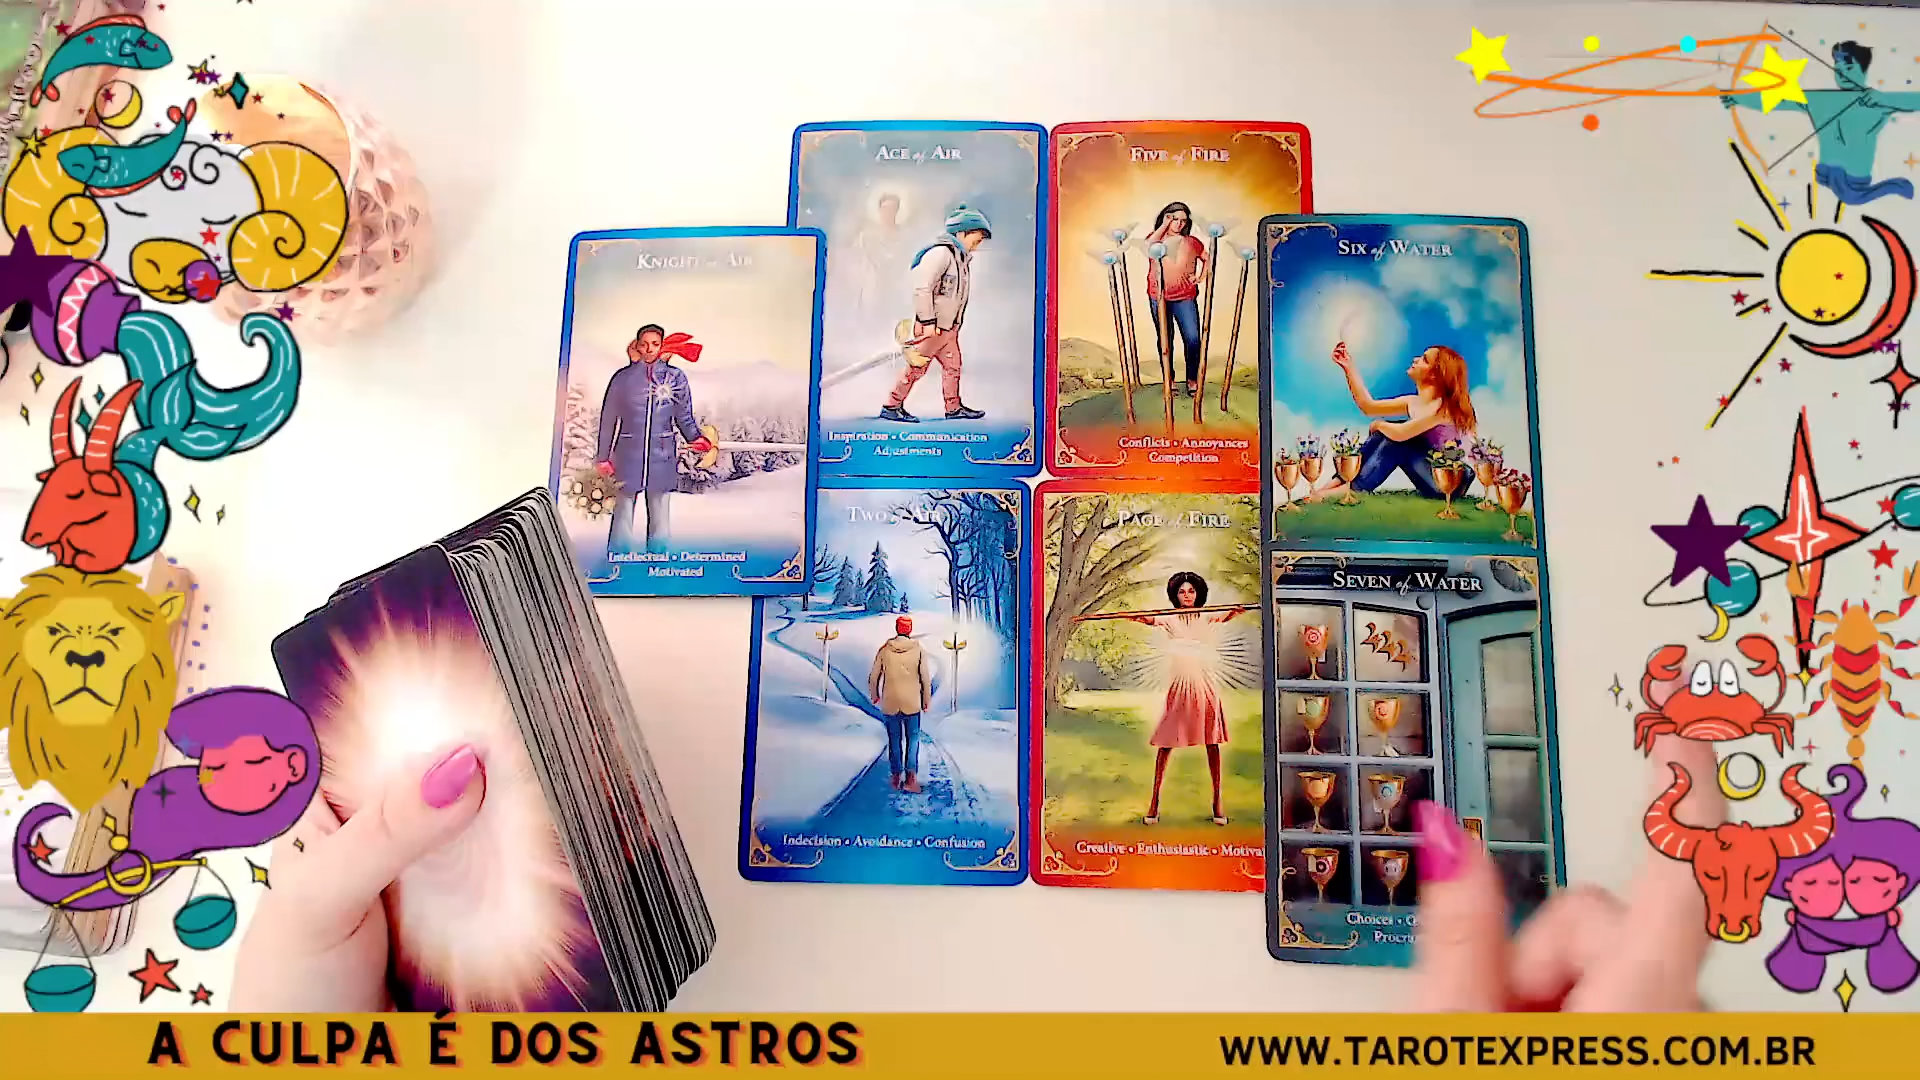 ACE of AIR
FIVE of FIRE
SIX of WATER
KNIGHT of AIR
Inspiration • Communication
Adjustments
Conflicts • Annoyances
Competition
TWO of AIR
PAGE of FIRE
Intellectual • Determined
Motivated
SEVEN of WATER
Indecision • Avoidance • Confusion
Creative • Enthusiastic •
Choices •
A CULPA É DOS ASTROS
WWW.TAROTEXPRESS.COM.BR